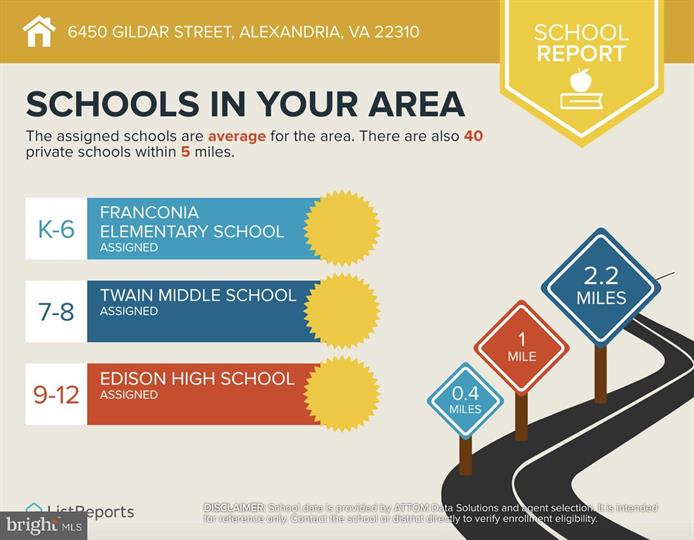 6450 GILDAR STREET, ALEXANDRIA, VA 22310
SCHOOL
REPORT
SCHOOLS IN YOUR AREA
The assigned schools are average for the area. There are also 40
private schools within 5 miles.
K-6
FRANCONIA
ELEMENTARY SCHOOL
ASSIGNED
7-8
TWAIN MIDDLE SCHOOL
ASSIGNED
9-12
EDISON HIGH SCHOOL
ASSIGNED
2.2
MILES
1
MILE
0.4
MILES
ListReports
bright MLS
DISCLAIMER: School data is provided by ATTOM Data Solutions and agent selection. It is intended
for reference only. Contact the school or district directly to verify enrollment eligibility.